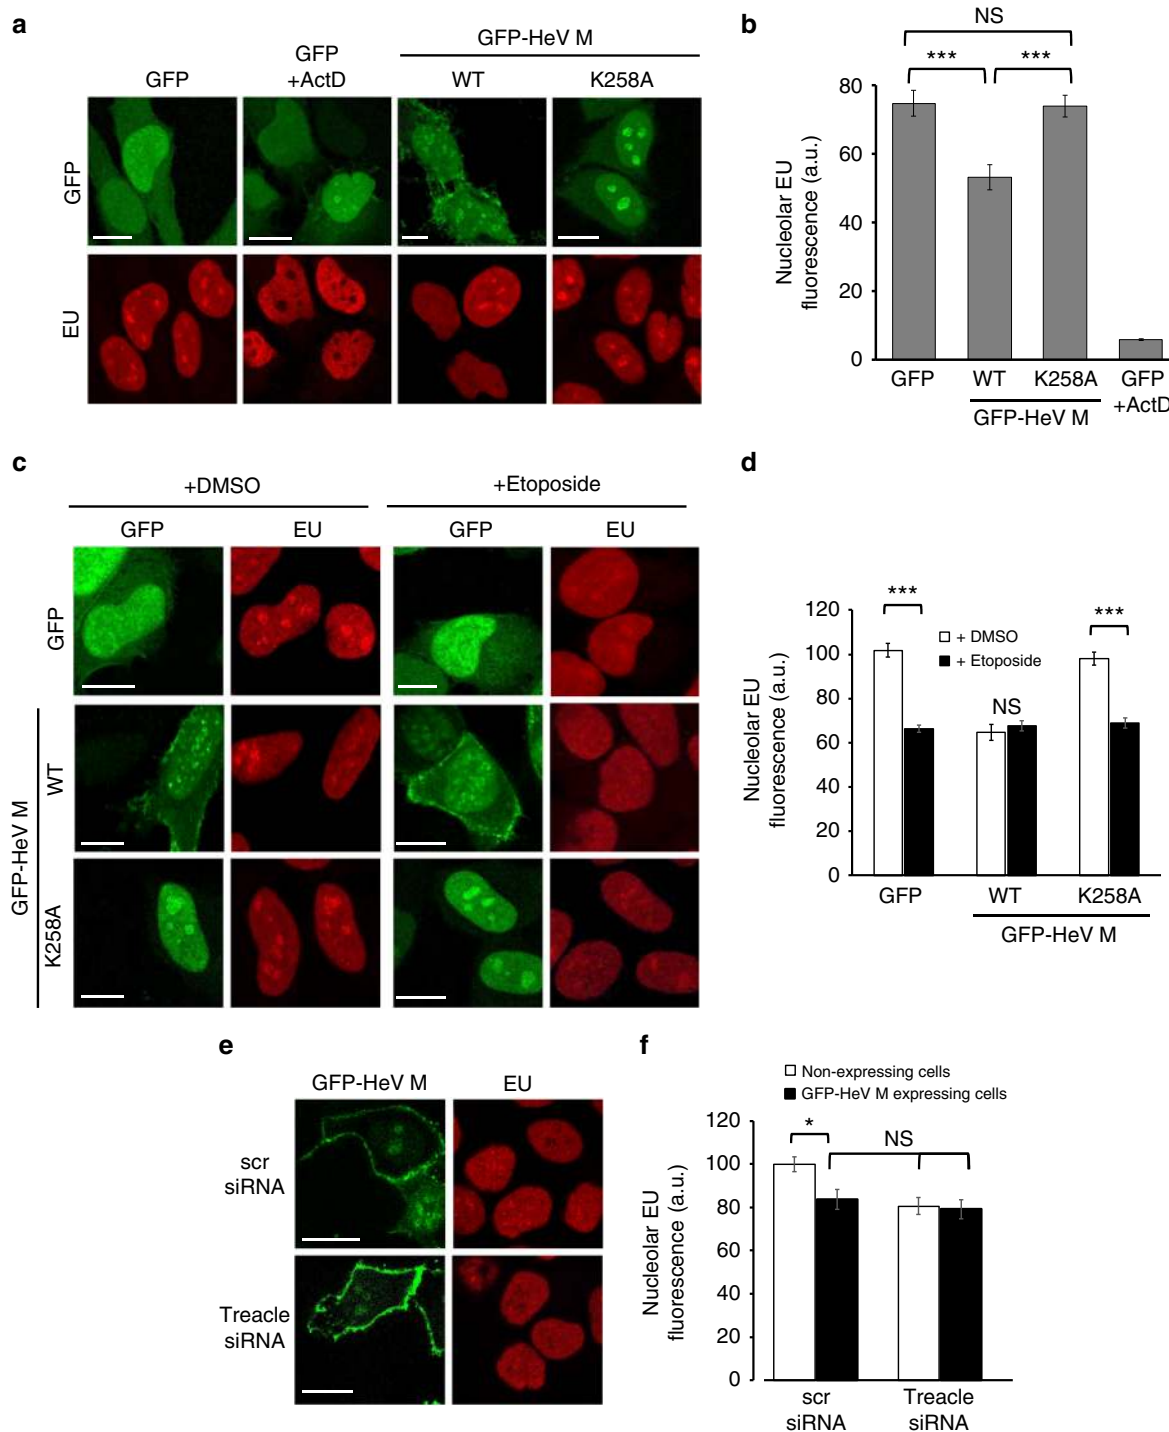 a
GFP
GFP
+ActD
GFP-HeV M
WT
K258A
GFP
EU
b
NS
***
***
80
60
40
20
0
Nucleolar EU
fluorescence (a.u.)
GFP
WT
K258A
GFP
+ActD
GFP-HeV M
c
+DMSO
+Etoposide
GFP
EU
GFP
EU
GFP
WT
K258A
GFP-HeV M
d
***
***
NS
+ DMSO
+ Etoposide
120
100
80
60
40
20
0
Nucleolar EU
fluorescence (a.u.)
GFP
WT
K258A
GFP-HeV M
e
GFP-HeV M
EU
scr
siRNA
Treacle
siRNA
f
Non-expressing cells
GFP-HeV M expressing cells
*
NS
120
100
80
60
40
20
0
Nucleolar EU
fluorescence (a.u.)
scr
siRNA
Treacle
siRNA